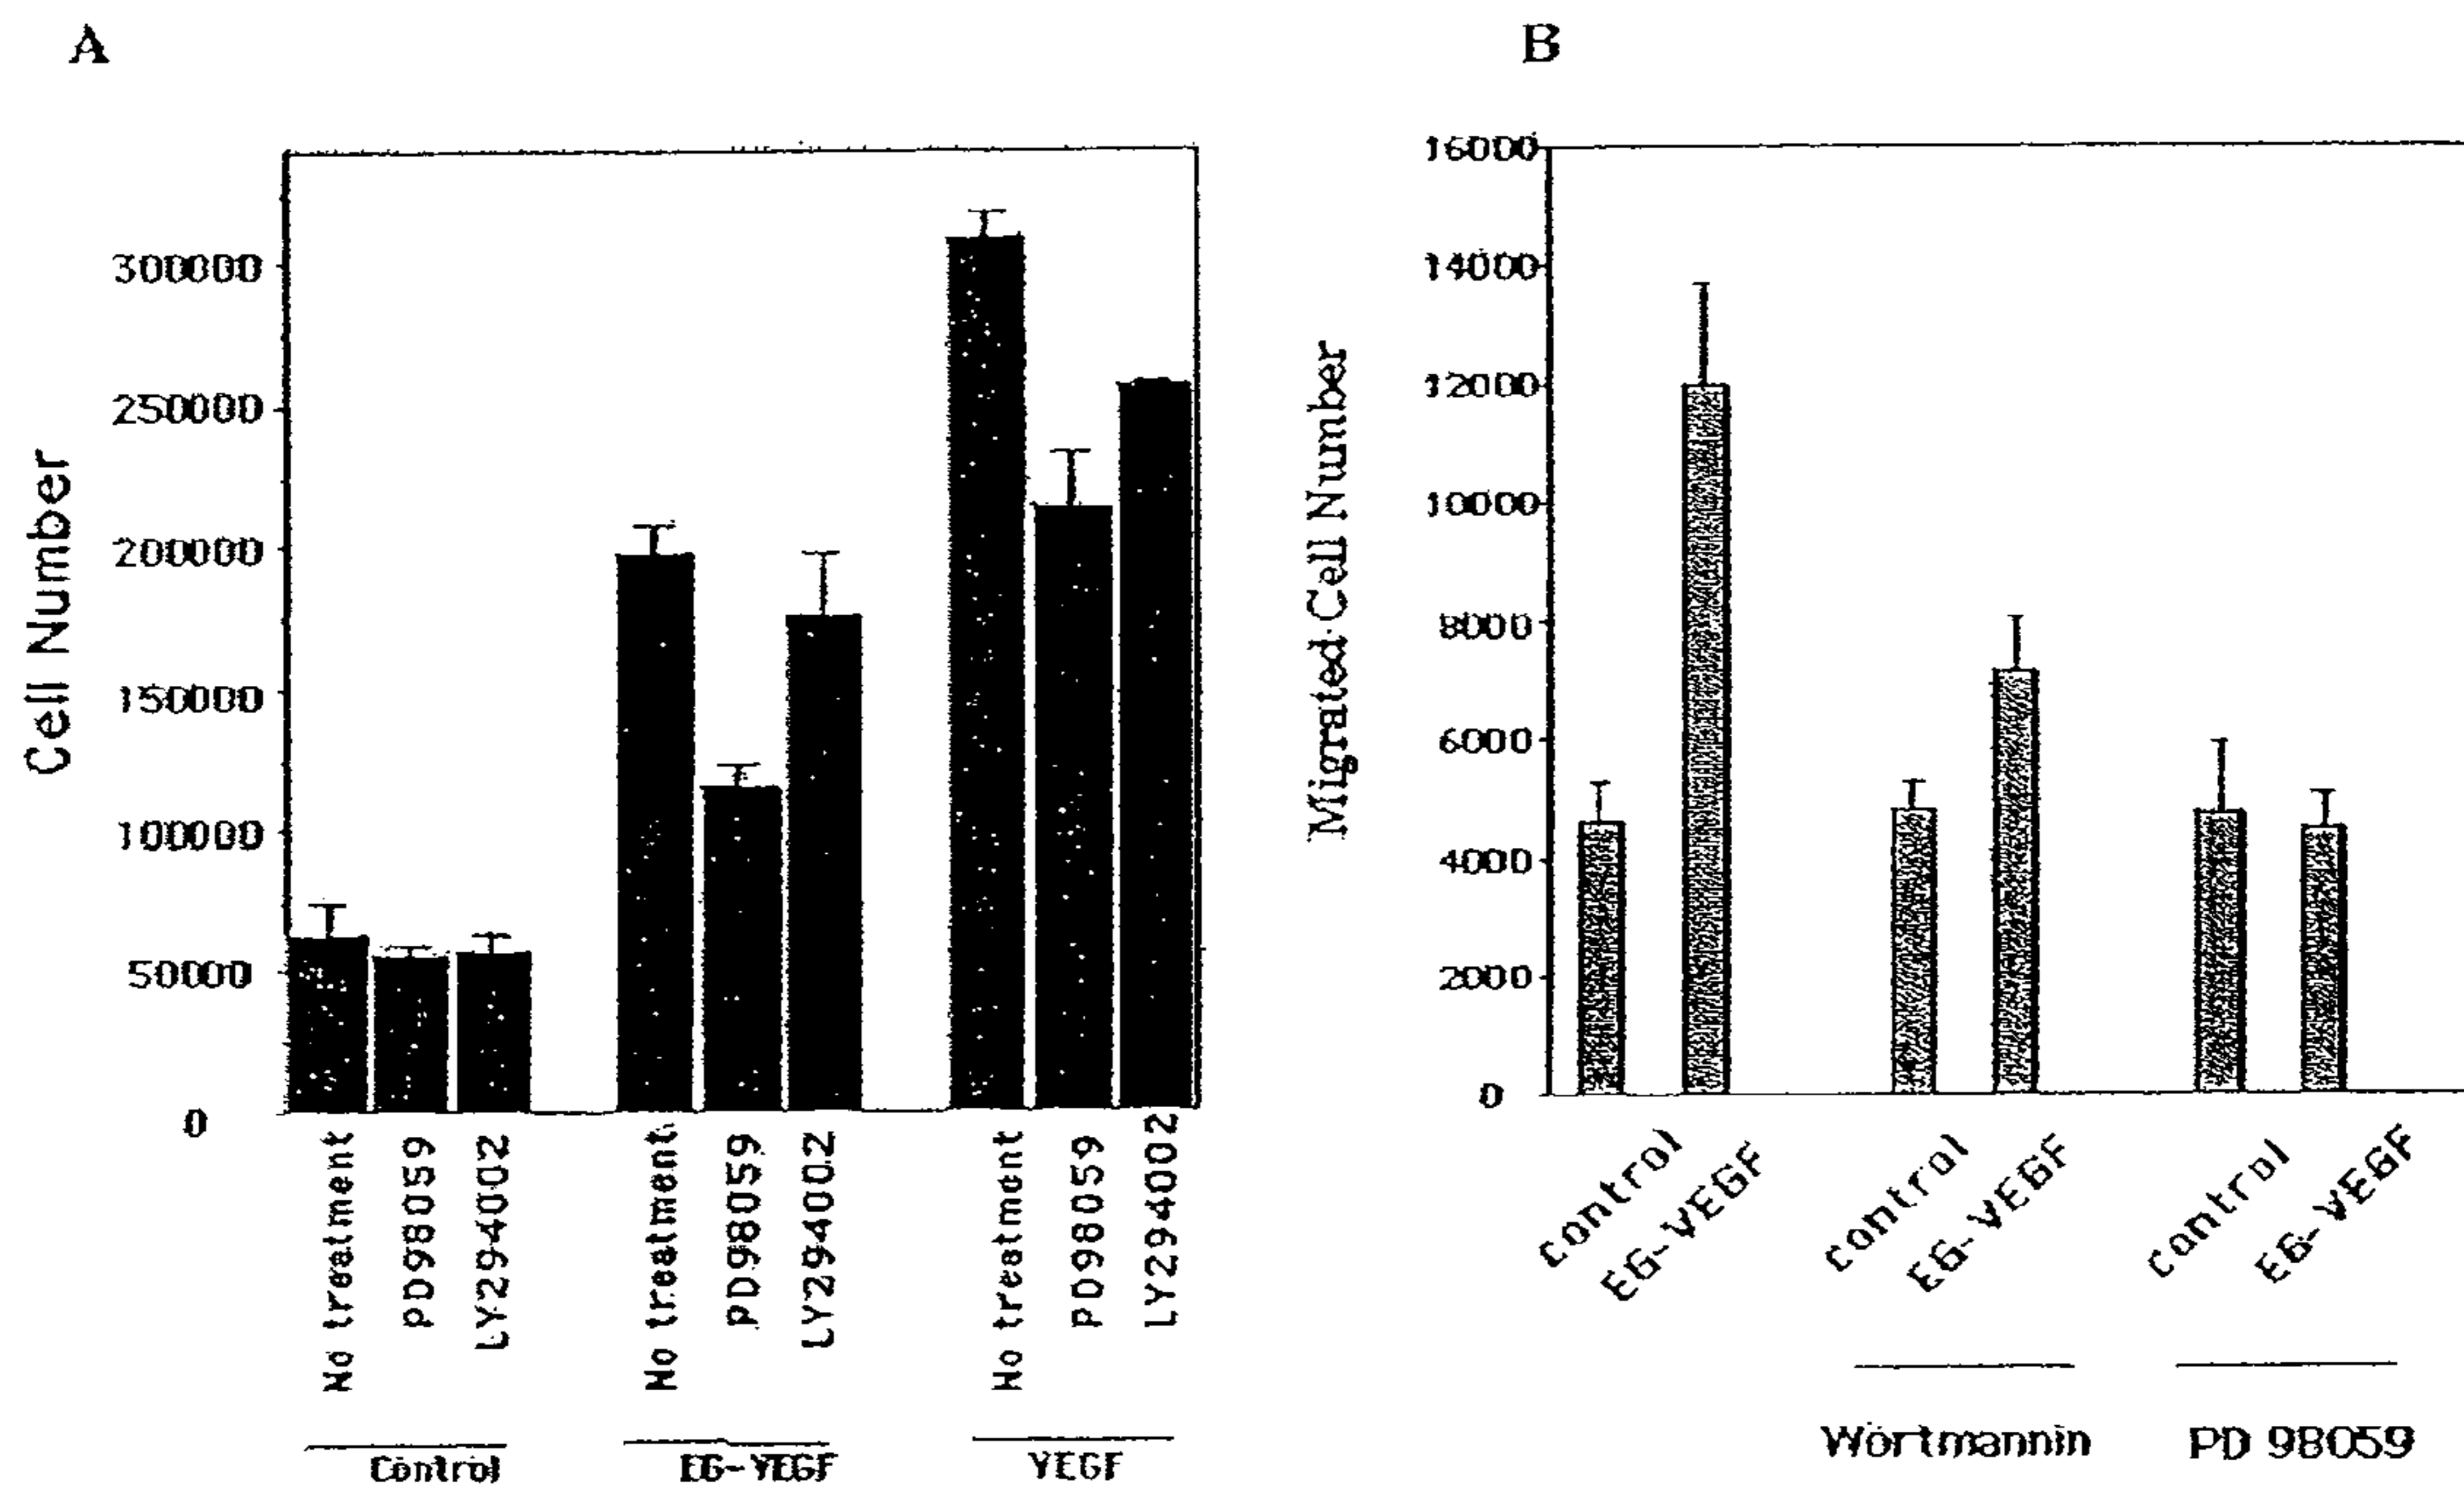 A
B
Cell Number
300000
250000
200000
150000
100000
50000
0
No treatment
PD98059
LY294002
No treatment
PD98059
LY294002
No treatment
PD98059
LY294002
Control
EG-VEGF
VEGF
Migrated Cell Number
16000
14000
12000
10000
8000
6000
4000
2000
0
control
EG-VEGF
control
EG-VEGF
control
EG-VEGF
Wortmannin
PD 98059